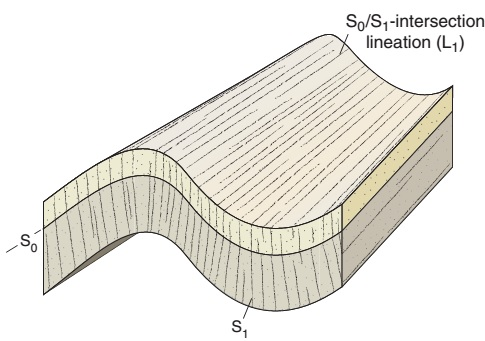 S₀/S₁-intersection
lineation (L₁)
S₀
S₁